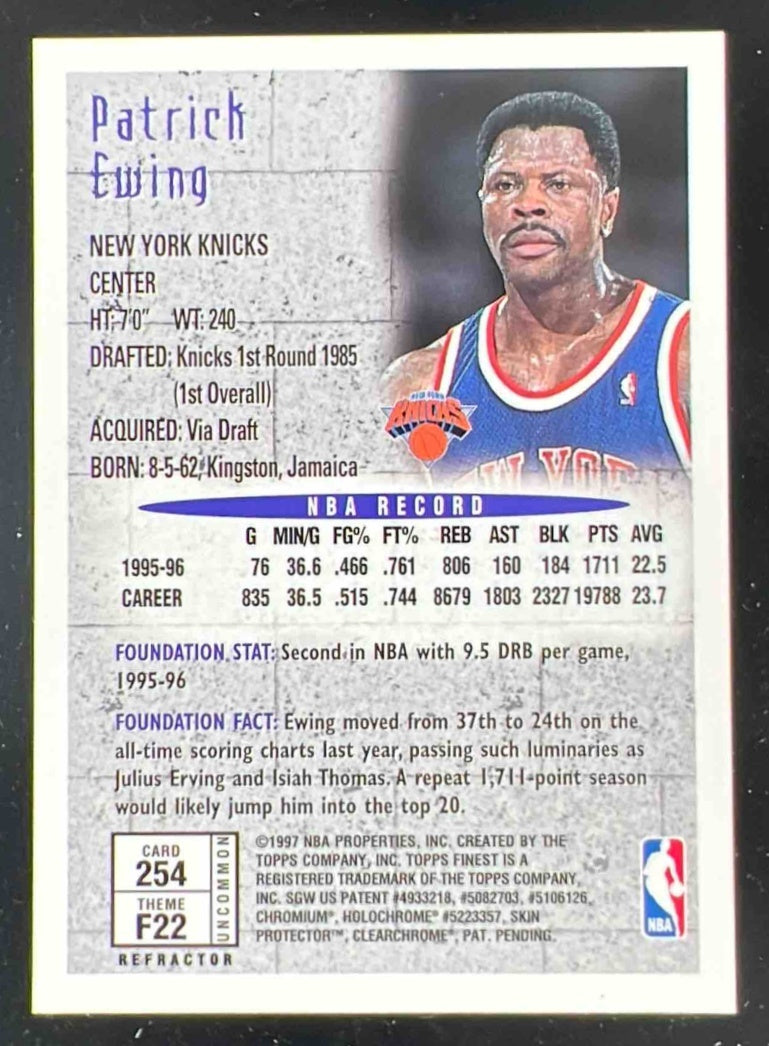 Patrick
Ewing
NEW YORK KNICKS
CENTER
HT: 7'0" WT: 240
DRAFTED: Knicks 1st Round 1985
(1st Overall)
ACQUIRED: Via Draft
BORN: 8-5-62, Kingston, Jamaica
NEW YORK
KNICKS
NEW YORK
NBA RECORD
G MIN/G FG% FT% REB AST BLK PTS AVG
1995-96 76 36.6 .466 .761 806 160 184 1711 22.5
CAREER 835 36.5 .515 .744 8679 1803 2327 19788 23.7
FOUNDATION STAT: Second in NBA with 9.5 DRB per game,
1995-96
FOUNDATION FACT: Ewing moved from 37th to 24th on the
all-time scoring charts last year, passing such luminaries as
Julius Erving and Isiah Thomas. A repeat 1,711-point season
would likely jump him into the top 20.
CARD
254
THEME
F22
UNCOMMON
REFRACTOR
©1997 NBA PROPERTIES, INC. CREATED BY THE
TOPPS COMPANY, INC. TOPPS FINEST IS A
REGISTERED TRADEMARK OF THE TOPPS COMPANY,
INC. SGW US PATENT #4933218, #5082703, #5106126,
CHROMIUM®, HOLOCHROME® #5223357, SKIN
PROTECTOR™, CLEARCHROME®, PAT. PENDING.
NBA